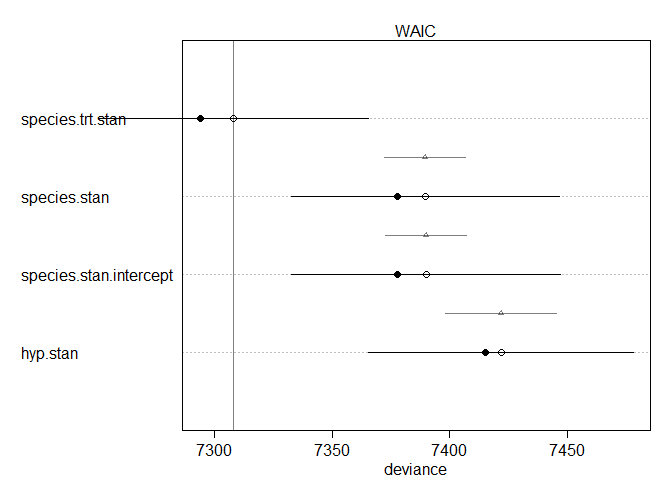 WAIC
species.trt.stan
species.stan
species.stan.intercept
hyp.stan
7300 7350 7400 7450
deviance